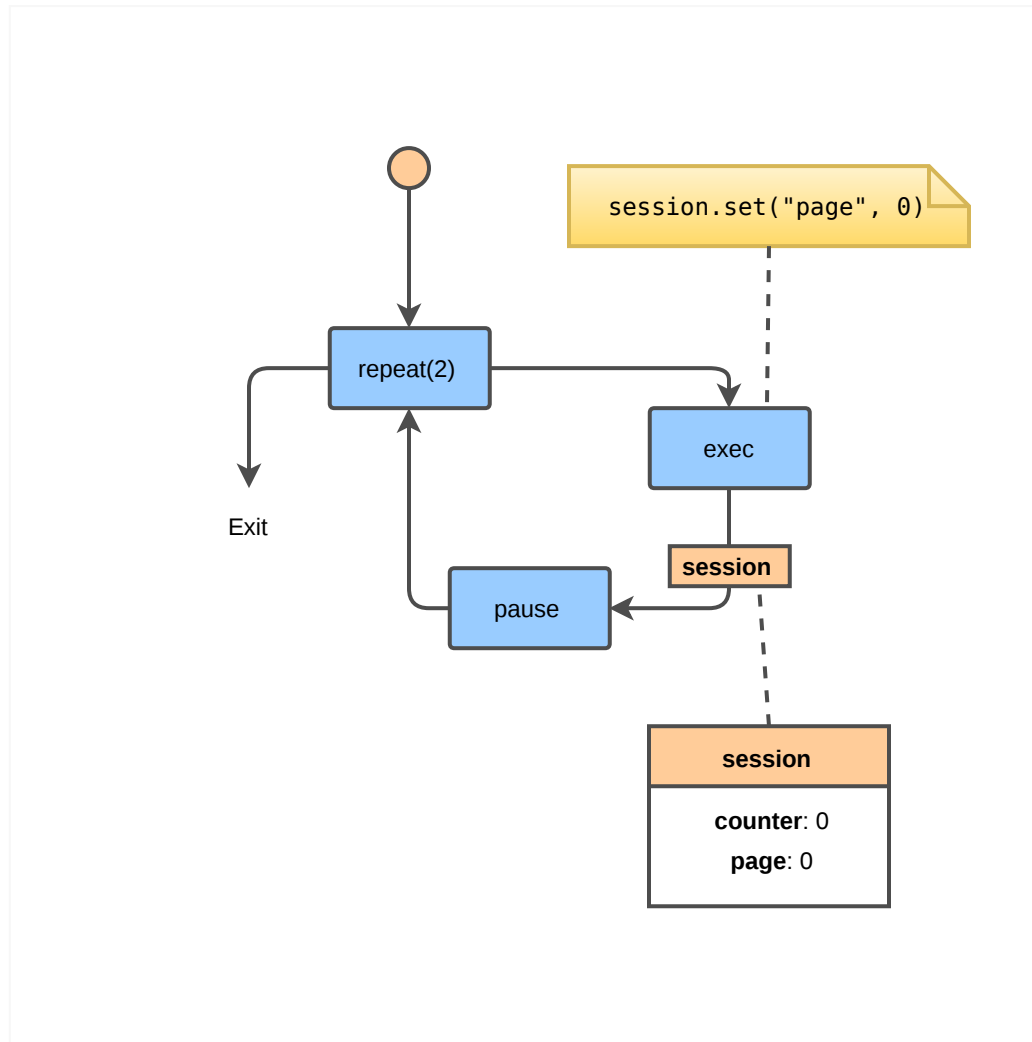 session.set("page", 0)
repeat(2)
exec
Exit
session
pause
session
counter: 0
page: 0